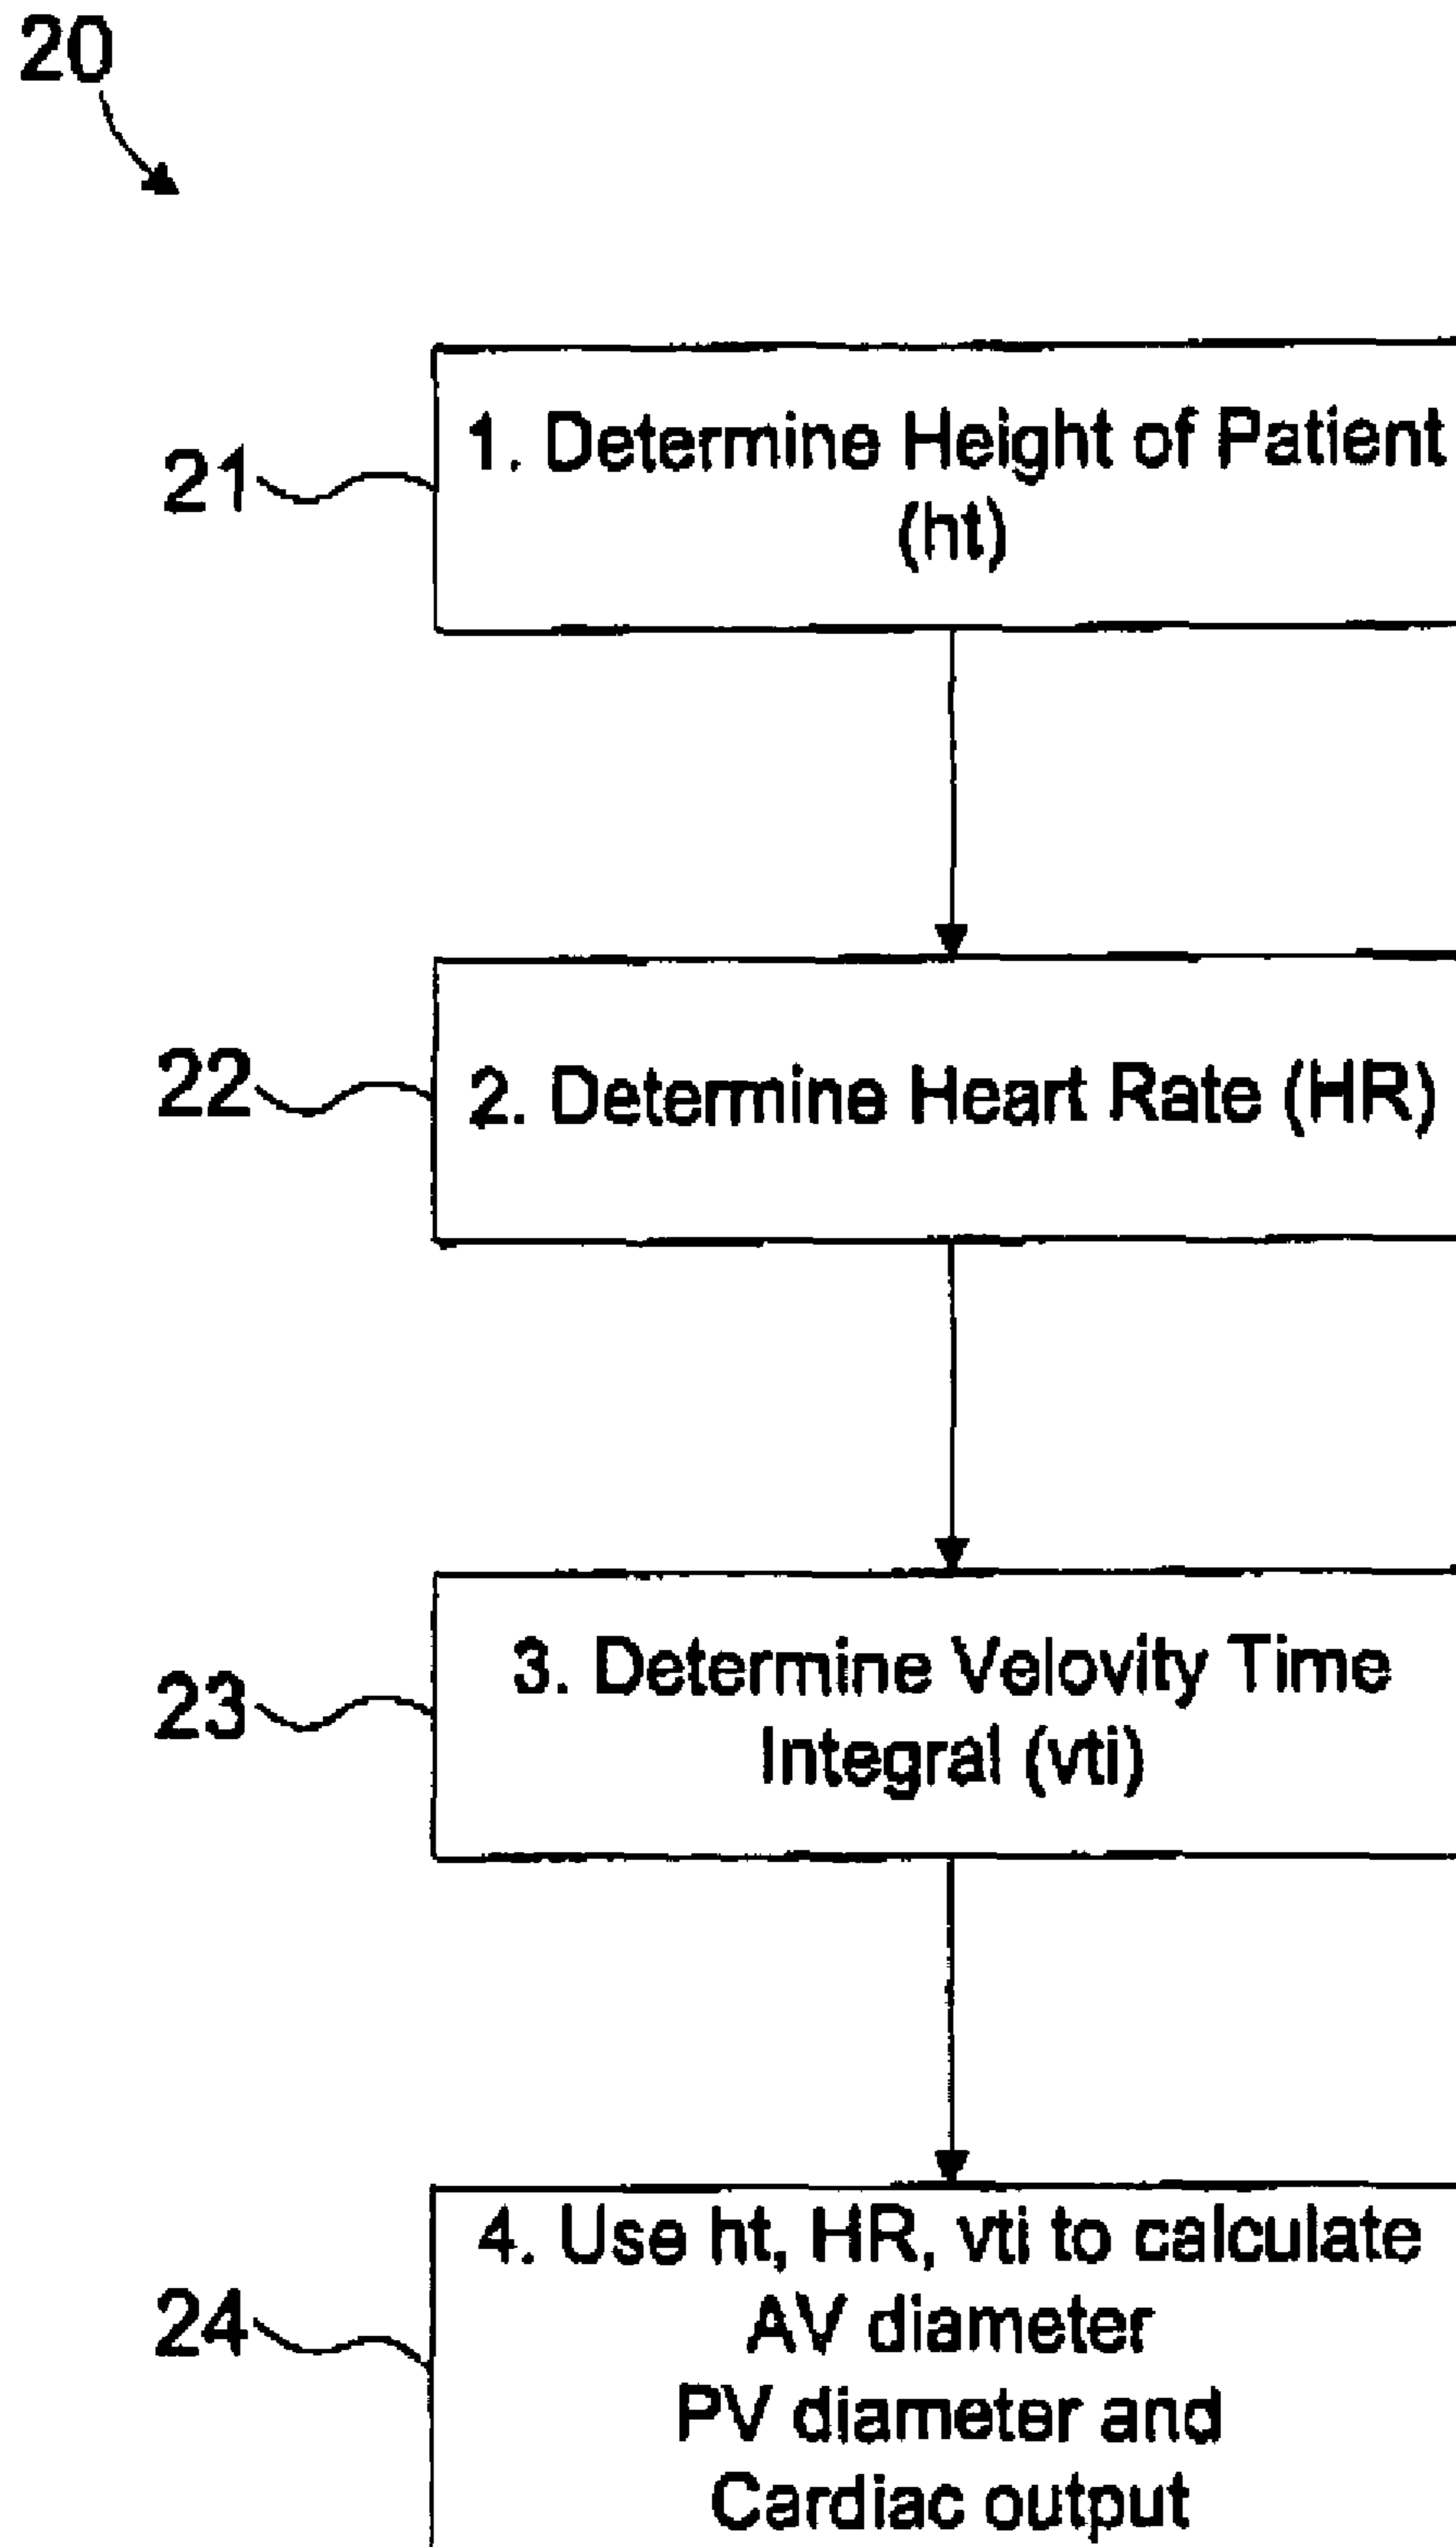 20
21
1. Determine Height of Patient
(ht)
22
2. Determine Heart Rate (HR)
23
3. Determine Velovity Time
Integral (vti)
24
4. Use ht, HR, vti to calculate
AV diameter
PV diameter and
Cardiac output